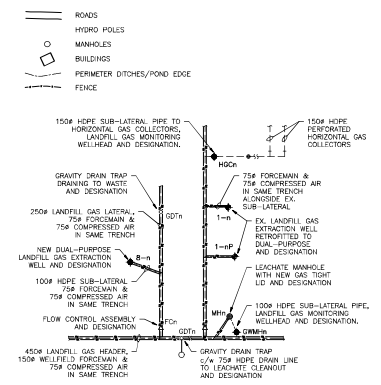 ROADS
HYDRO POLES
MANHOLES
BUILDINGS
PERIMETER DITCHES/POND EDGE
FENCE
150ø HDPE SUB-LATERAL PIPE TO
HORIZONTAL GAS COLLECTORS,
LANDFILL GAS MONITORING
WELLHEAD AND DESIGNATION.
150ø HDPE
PERFORATED
HORIZONTAL GAS
COLLECTORS
HGCn
GRAVITY DRAIN TRAP
DRAINING TO WASTE
AND DESIGNATION
GDTn
75ø FORCEMAIN &
75ø COMPRESSED AIR
IN SAME TRENCH
ALONGSIDE EX.
SUB-LATERAL
1-n
250ø LANDFILL GAS LATERAL,
75ø FORCEMAIN &
75ø COMPRESSED AIR
IN SAME TRENCH
EX. LANDFILL GAS
EXTRACTION WELL
RETROFITTED TO
DUAL-PURPOSE
AND DESIGNATION
1-nP
NEW DUAL-PURPOSE
LANDFILL GAS EXTRACTION
WELL AND DESIGNATION
8-n
LEACHATE MANHOLE
WITH NEW GAS TIGHT
LID AND DESIGNATION
100ø HDPE SUB-LATERAL
75ø FORCEMAIN &
75ø COMPRESSED AIR
IN SAME TRENCH
MHn
100ø HDPE SUB-LATERAL PIPE,
LANDFILL GAS MONITORING
WELLHEAD AND DESIGNATION.
FLOW CONTROL ASSEMBLY
AND DESIGNATION
FCn
GWMHn
450ø LANDFILL GAS HEADER,
150ø WELLFIELD FORCEMAIN &
75ø COMPRESSED AIR
IN SAME TRENCH
GRAVITY DRAIN TRAP
c/w 75ø HDPE DRAIN LINE
TO LEACHATE CLEANOUT
AND DESIGNATION